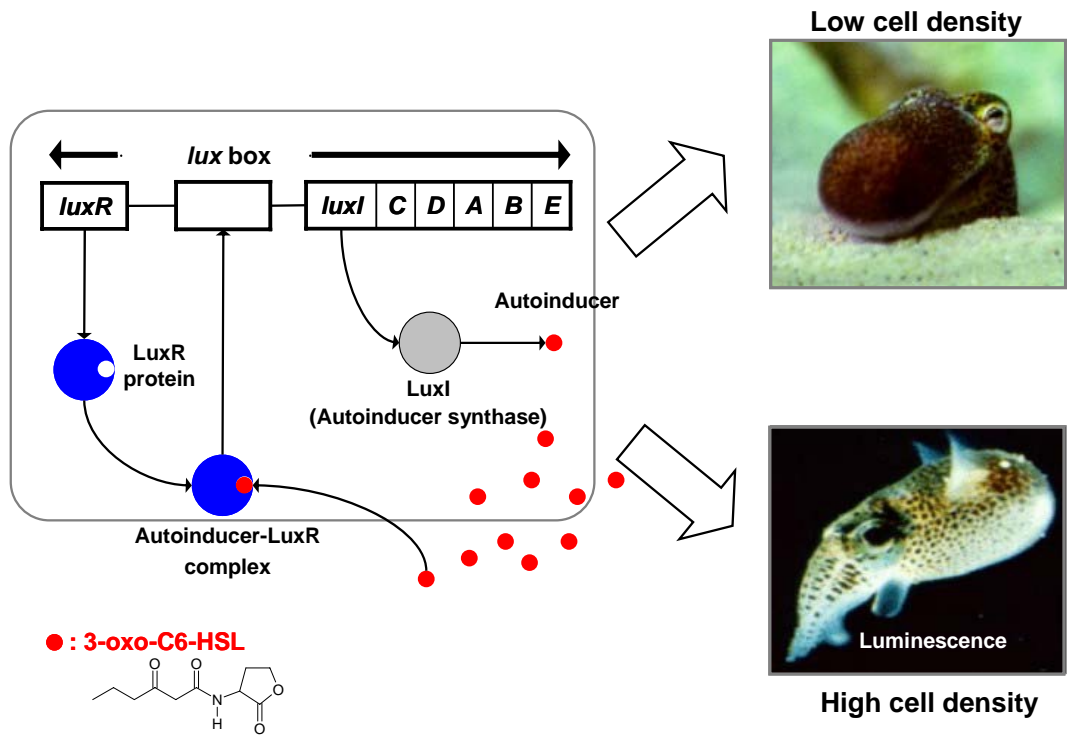 Low cell density
lux box
luxR
luxI C D A B E
Autoinducer
LuxR
protein
LuxI
(Autoinducer synthase)
Autoinducer-LuxR
complex
: 3-oxo-C6-HSL
O O
O
N
H
O
Luminescence
High cell density